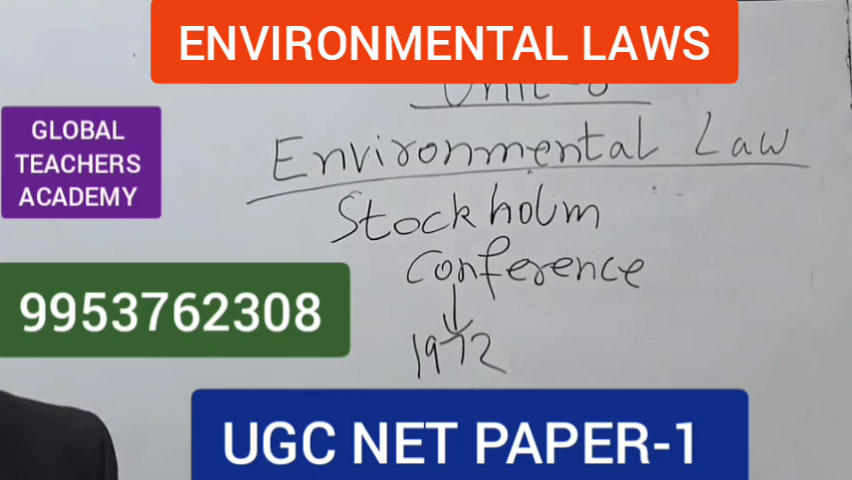 ENVIRONMENTAL LAWS
Environmental Law
GLOBAL
TEACHERS
ACADEMY
Stockholm
Conference
9953762308
1972
UGC NET PAPER-1